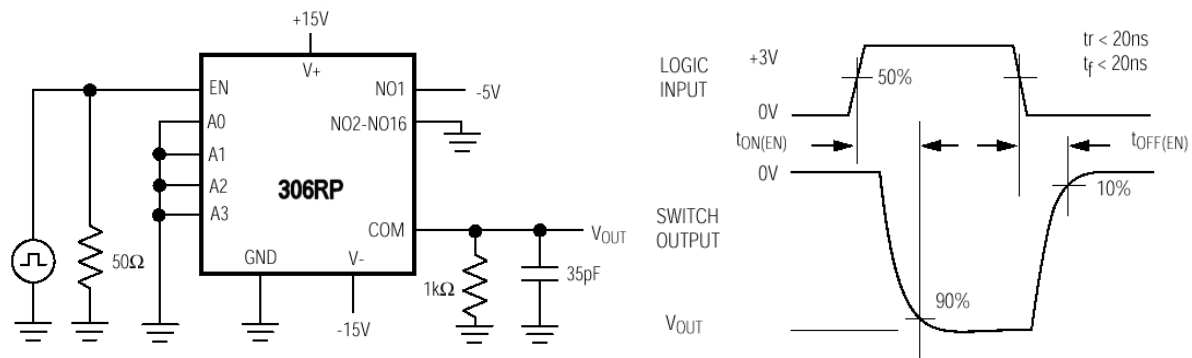 +15V
V+
EN
NO1
-5V
A0
NO2-NO16
A1
A2
306RP
A3
COM
VOUT
50Ω
GND
V-
1kΩ
35pF
-15V
LOGIC
INPUT
+3V
50%
tr < 20ns
tf < 20ns
0V
tON(EN)
tOFF(EN)
0V
10%
SWITCH
OUTPUT
90%
VOUT